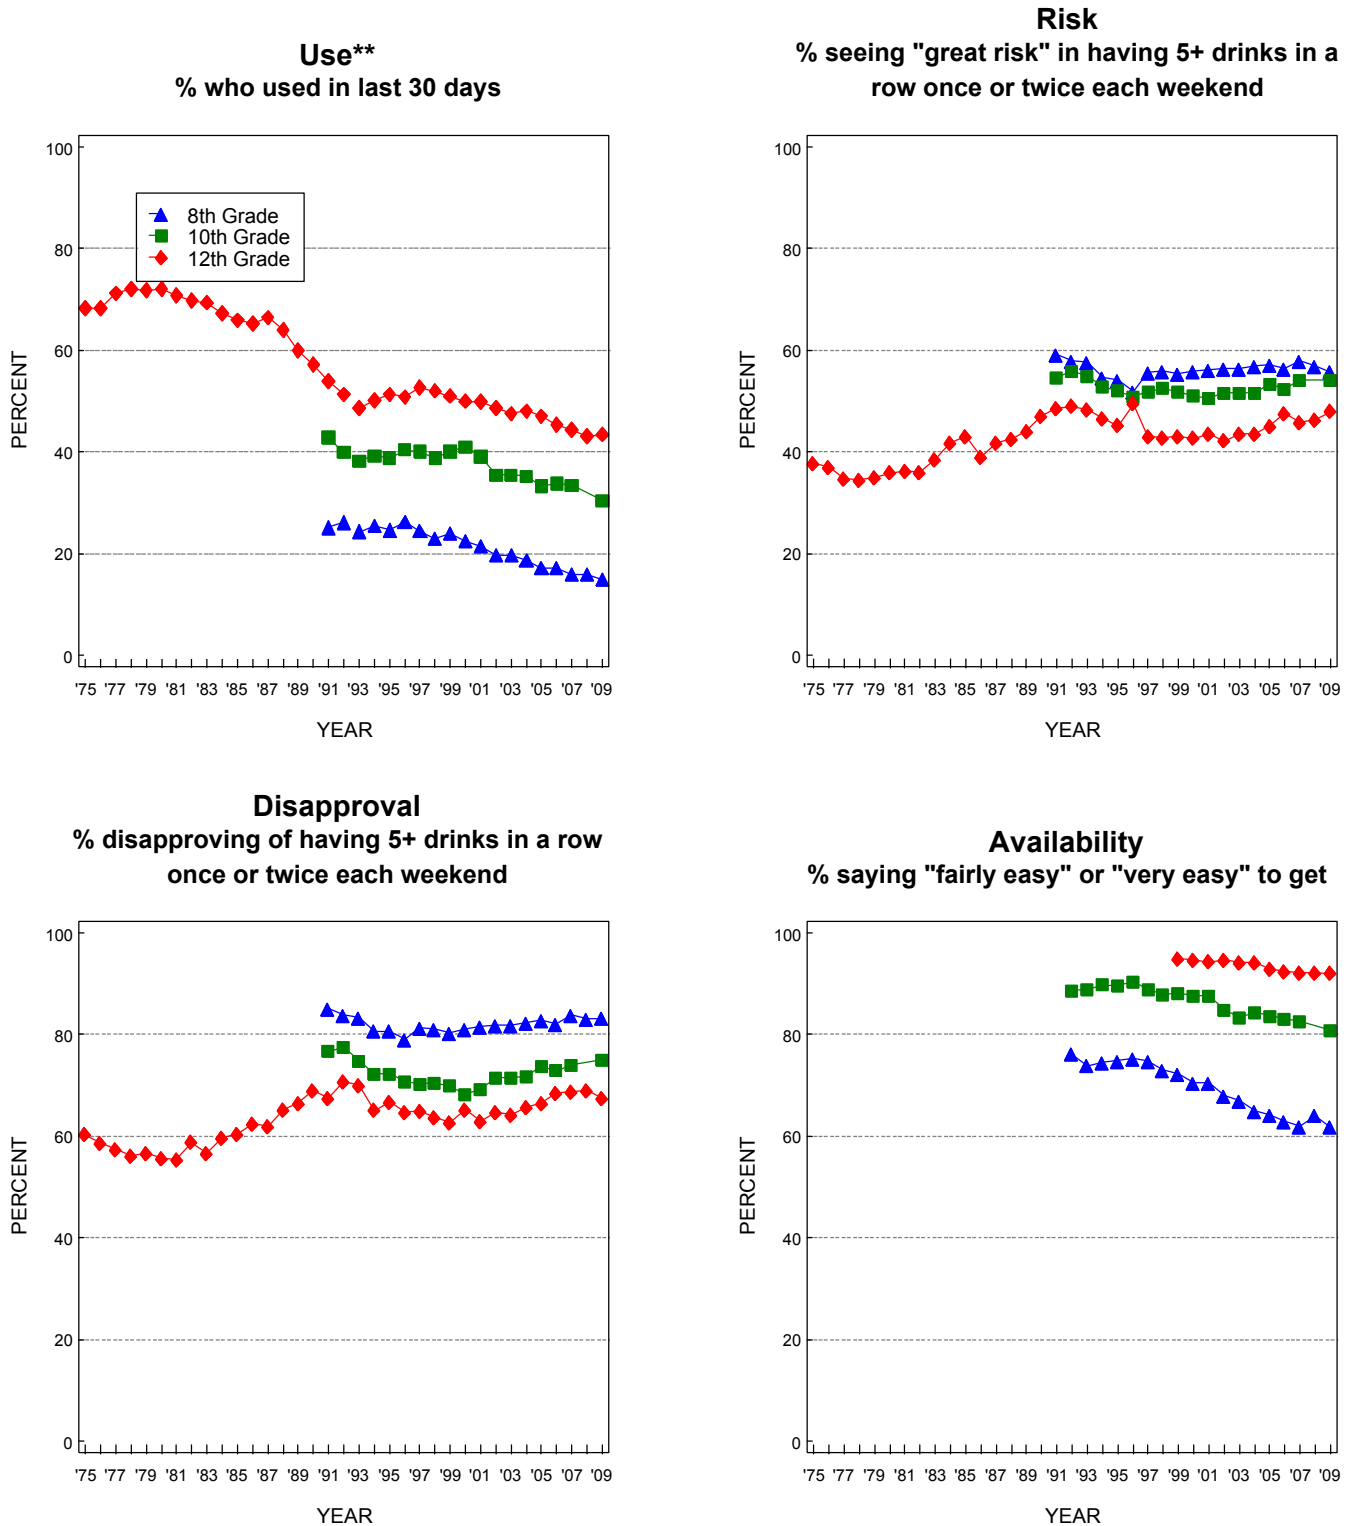 Use**
% who used in last 30 days
100
80
60
40
20
0
PERCENT
8th Grade
10th Grade
12th Grade
'75 '77 '79 '81 '83 '85 '87 '89 '91 '93 '95 '97 '99 '01 '03 '05 '07 '09
YEAR
Risk
% seeing "great risk" in having 5+ drinks in a
row once or twice each weekend
100
80
60
40
20
0
PERCENT
'75 '77 '79 '81 '83 '85 '87 '89 '91 '93 '95 '97 '99 '01 '03 '05 '07 '09
YEAR
Disapproval
% disapproving of having 5+ drinks in a row
once or twice each weekend
100
80
60
40
20
0
PERCENT
'75 '77 '79 '81 '83 '85 '87 '89 '91 '93 '95 '97 '99 '01 '03 '05 '07 '09
YEAR
Availability
% saying "fairly easy" or "very easy" to get
100
80
60
40
20
0
PERCENT
'75 '77 '79 '81 '83 '85 '87 '89 '91 '93 '95 '97 '99 '01 '03 '05 '07 '09
YEAR